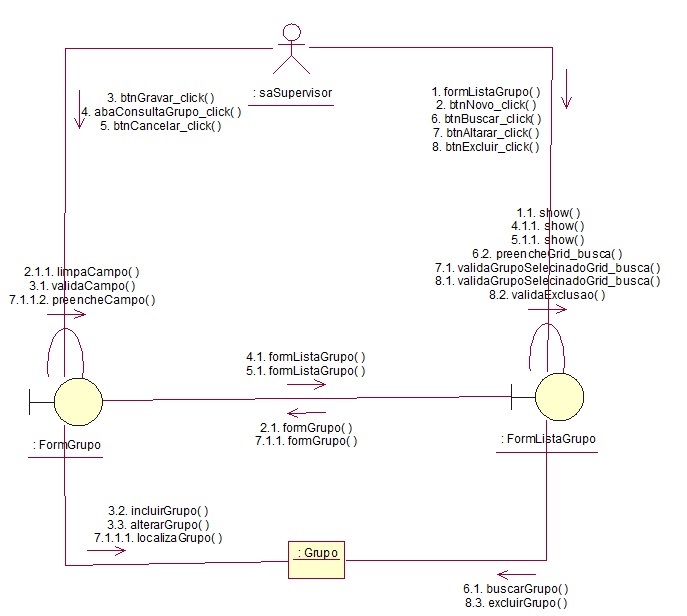 : saSupervisor
3. btnGravar_click( )
4. abaConsultaGrupo_click( )
5. btnCancelar_click( )
1. formListaGrupo( )
2. btnNovo_click( )
6. btnBuscar_click( )
7. btnAltarar_click( )
8. btnExcluir_click( )
1.1. show( )
4.1.1. show( )
5.1.1. show( )
6.2. preencheGrid_busca( )
7.1. validaGrupoSelecinadoGrid_busca( )
8.1. validaGrupoSelecinadoGrid_busca( )
8.2. validaExclusao( )
2.1.1. limpaCampo( )
3.1. validaCampo( )
7.1.1.2. preencheCampo( )
4.1. formListaGrupo( )
5.1. formListaGrupo( )
2.1. formGrupo( )
7.1.1. formGrupo( )
: FormGrupo
: FormListaGrupo
3.2. incluirGrupo( )
3.3. alterarGrupo( )
7.1.1.1. localizaGrupo( )
: Grupo
6.1. buscarGrupo( )
8.3. excluirGrupo( )